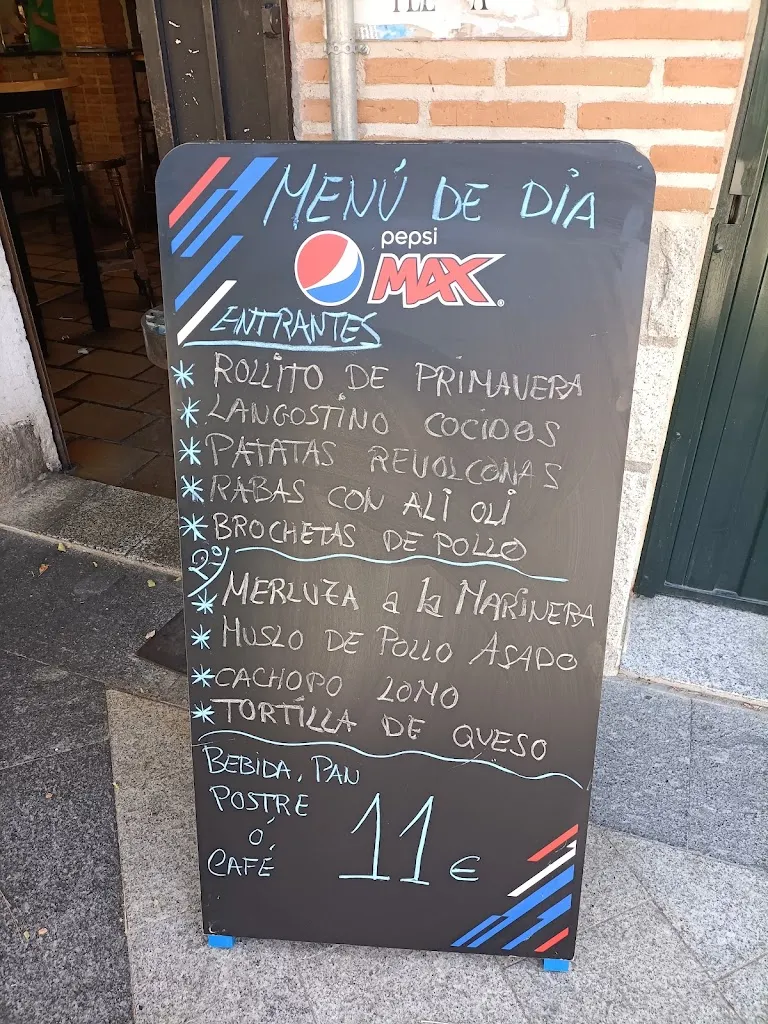 MENÚ DE DIA
pepsi
MAX
ENTRANTES
* ROLLITO DE PRIMAVERA
* LANGOSTINO COCIDOS
* PATATAS REVOLCONAS
* RABAS CON ALI OLI
* BROCHETAS DE POLLO
2º
* MERLUZA a la MARINERA
* MUSLO DE POLLO ASADO
* CACHOPO LOMO
* TORTILLA DE QUESO
BEBIDA, PAN
POSTRE
Ó,
CAFÉ
11 €